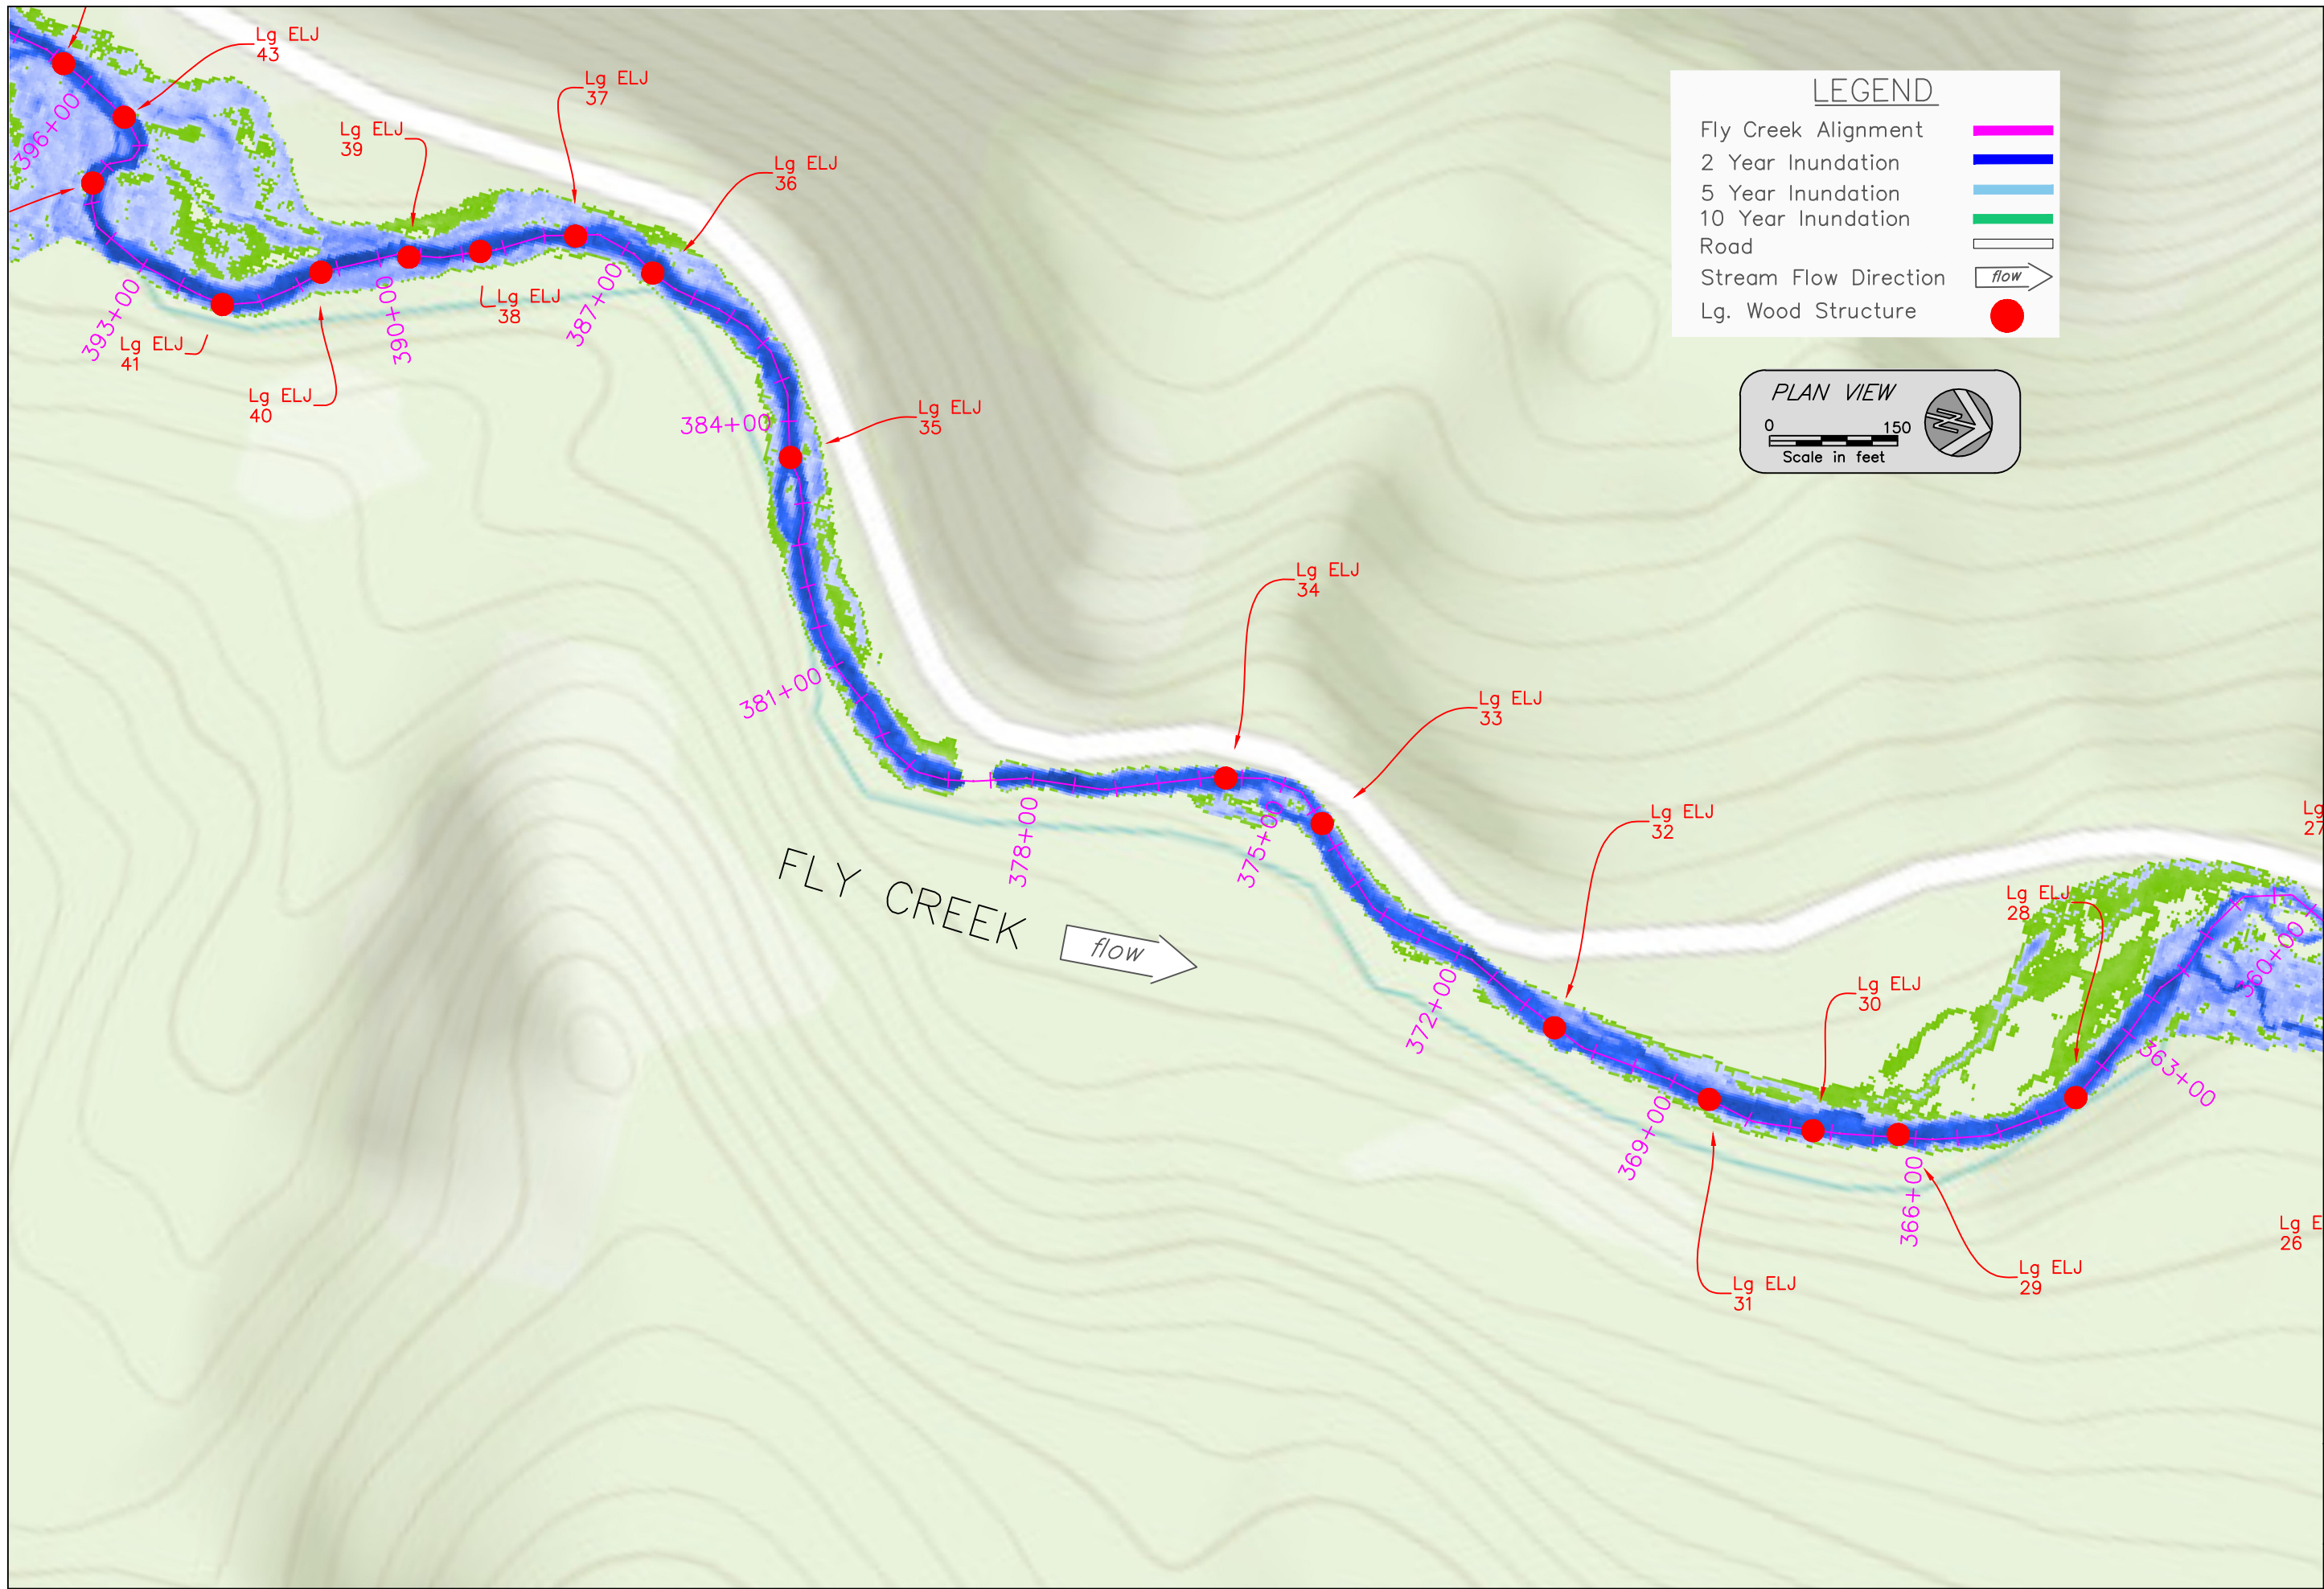 Lg ELJ
43
Lg ELJ
37
Lg ELJ
39
Lg ELJ
36
396+00
393+00
Lg ELJ
41
Lg ELJ
40
390+00
Lg ELJ
38
387+00
384+00
Lg ELJ
35
381+00
LEGEND
Fly Creek Alignment
2 Year Inundation
5 Year Inundation
10 Year Inundation
Road
Stream Flow Direction
flow
Lg. Wood Structure
PLAN VIEW
0 150
Scale in feet
N
Lg ELJ
34
Lg ELJ
33
378+00
375+00
FLY CREEK
flow
Lg ELJ
32
372+00
369+00
Lg ELJ
30
Lg ELJ
28
Lg
27
360+00
363+00
366+00
Lg ELJ
31
Lg ELJ
29
Lg E
26